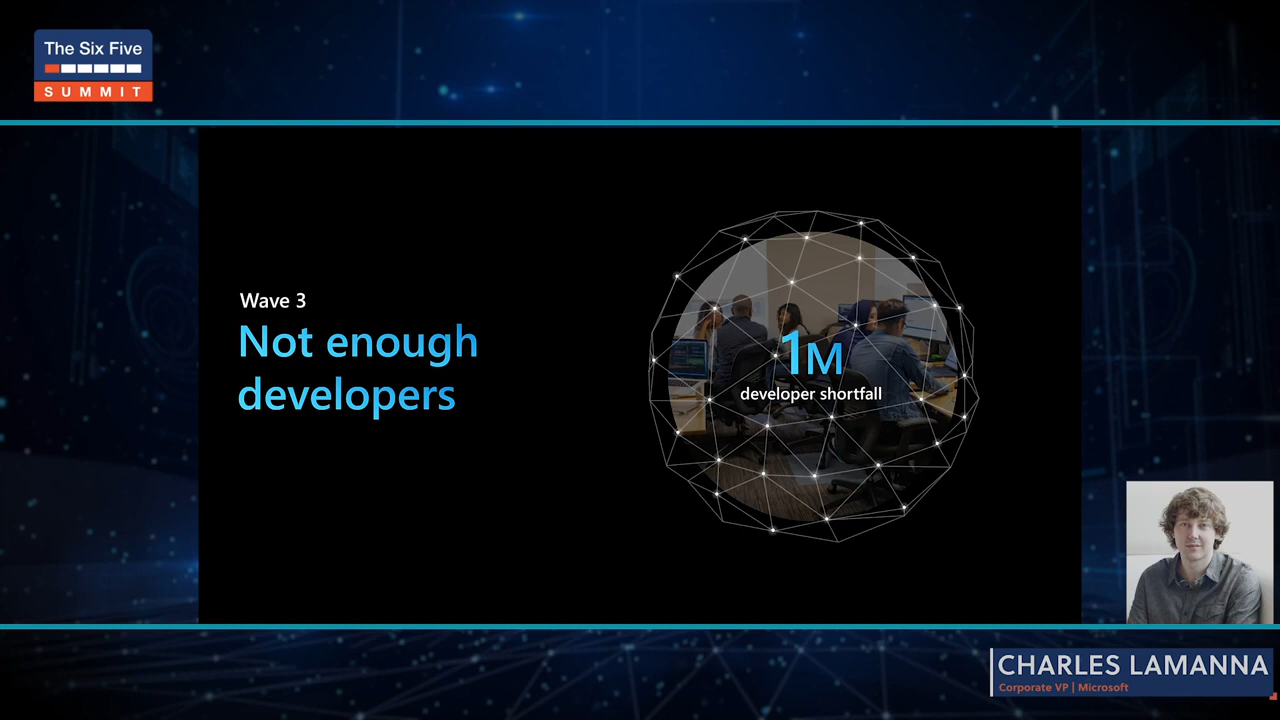 The Six Five
SUMMIT
Wave 3
Not enough
developers
1M
developer shortfall
CHARLES LAMANNA
Corporate VP | Microsoft